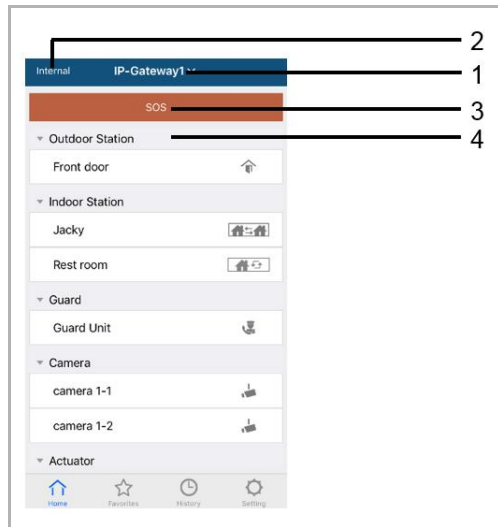 2
Internal IP-Gateway1 1
SOS 3
Outdoor Station 4
Front door
Indoor Station
Jacky
Rest room
Guard
Guard Unit
Camera
camera 1-1
camera 1-2
Actuator
Home Favorites History Setting